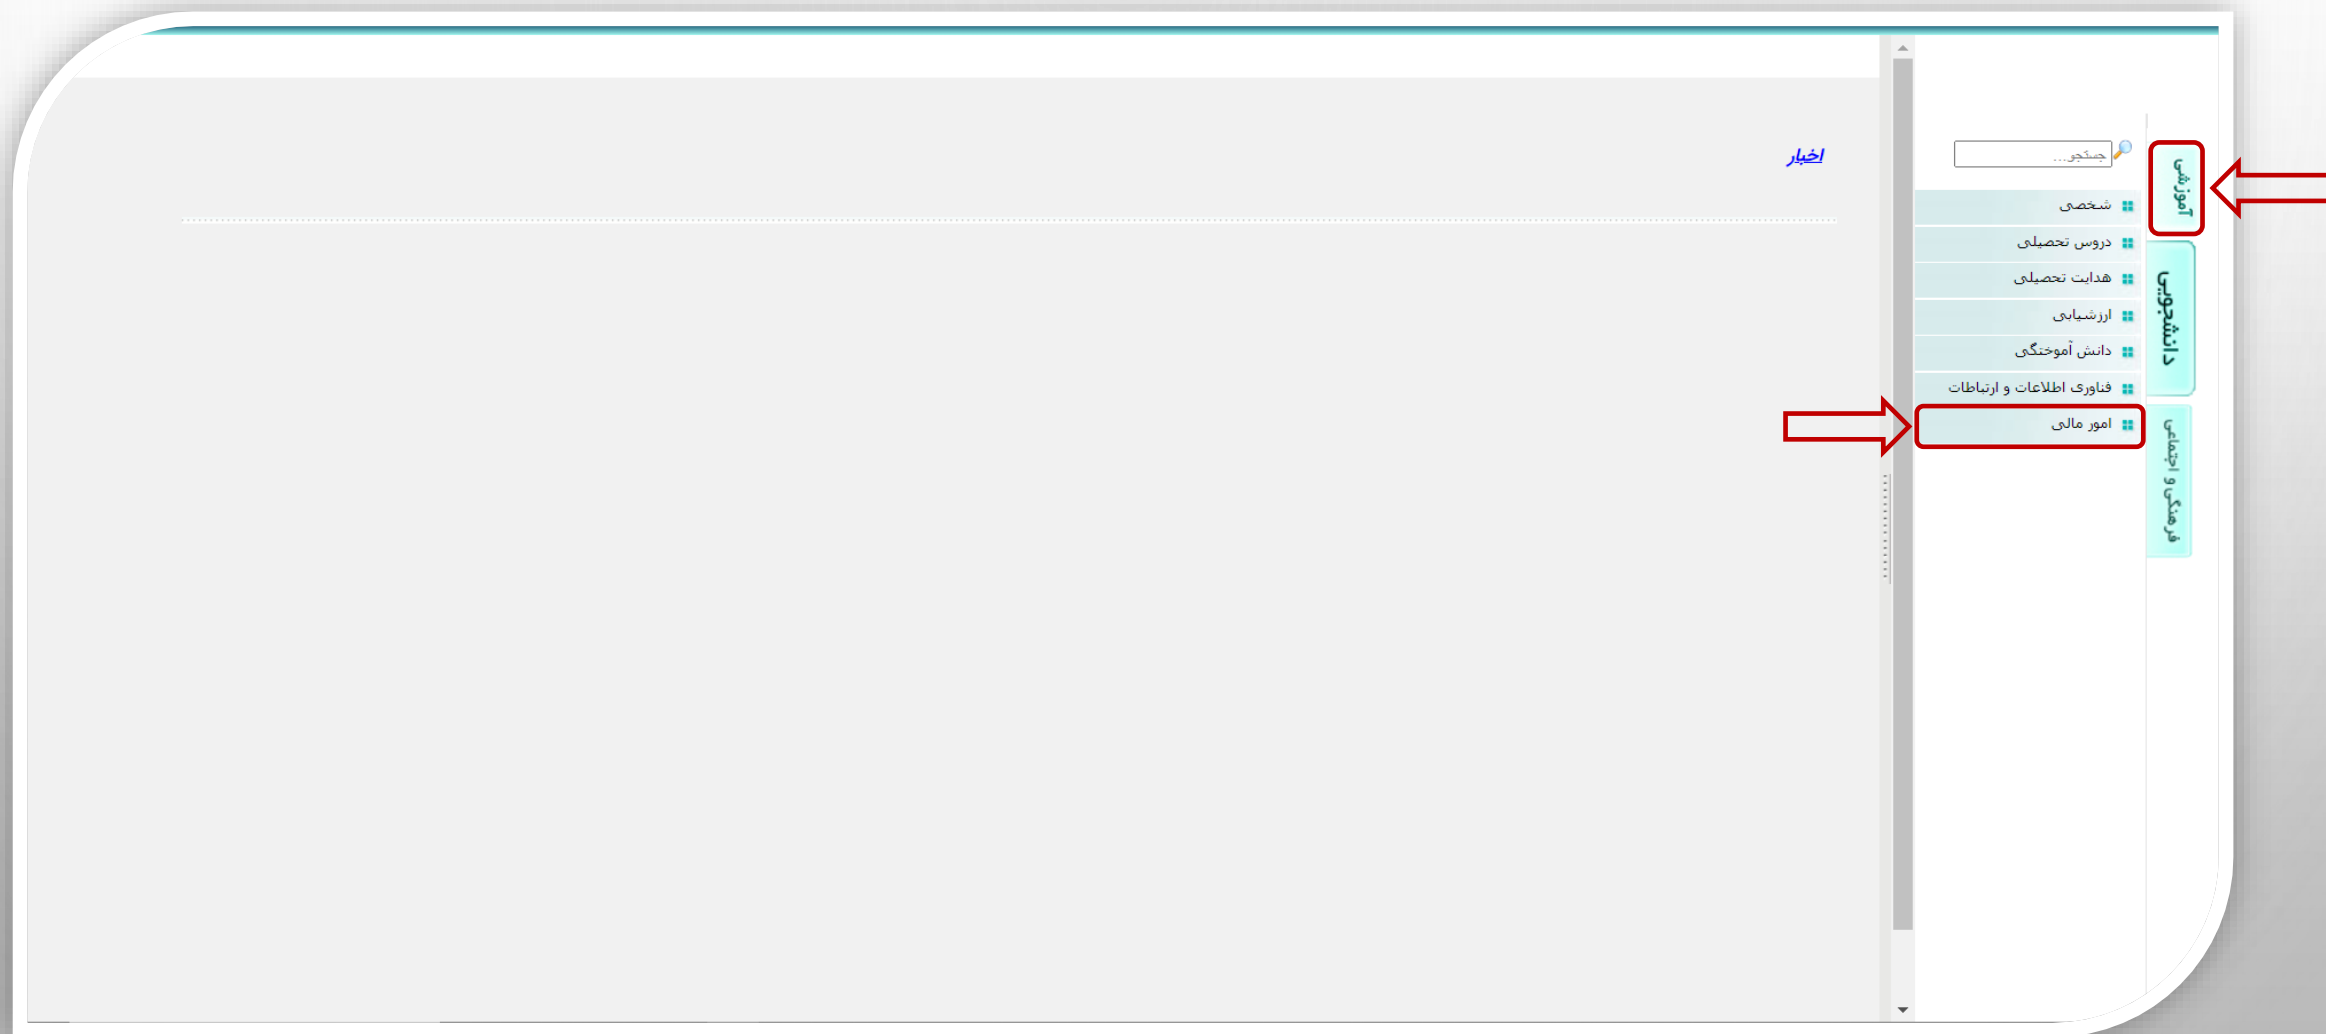 آموزشی
دانشجویی
فرهنگی و اجتماعی
جستجو...
شخصی
دروس تحصیلی
هدایت تحصیلی
ارزشیابی
دانش آموختگی
فناوری اطلاعات و ارتباطات
امور مالی
اخبار